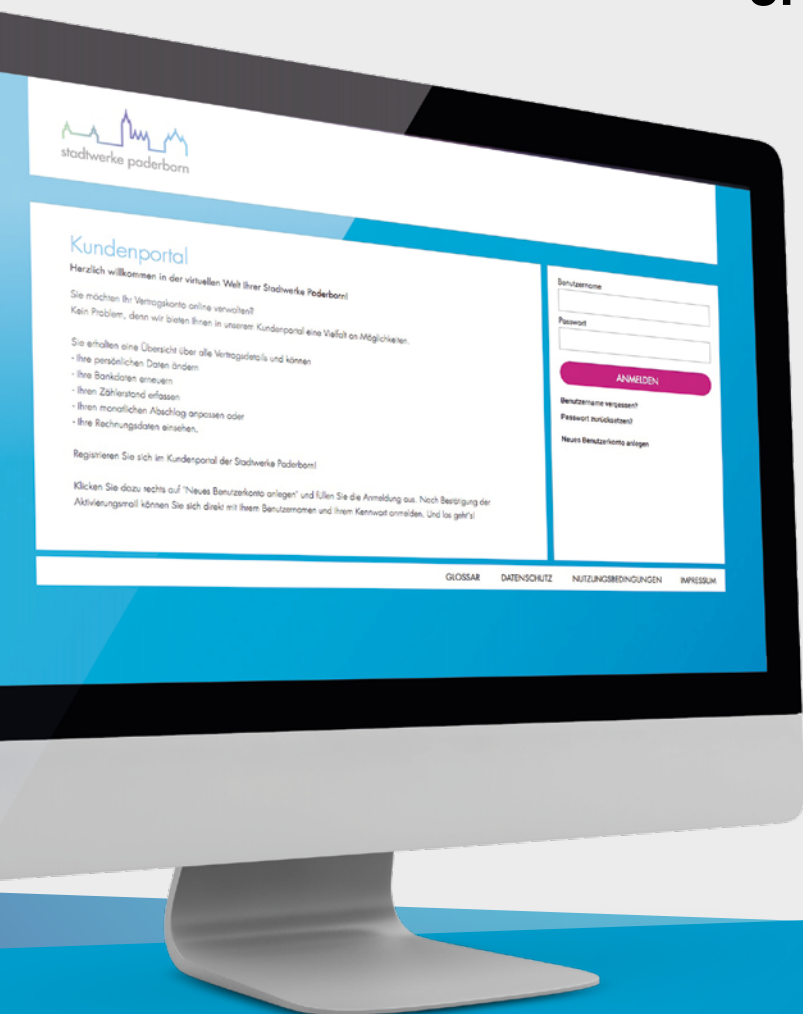 stadtwerke paderborn
Kundenportal
Herzlich willkommen in der virtuellen Welt Ihrer Stadtwerke Paderborn!
Sie möchten Ihr Vertragskonto online verwalten?
Kein Problem, denn wir bieten Ihnen in unserem Kundenportal eine Vielfalt an Möglichkeiten.
Sie erhalten eine Übersicht über alle Vertragsdetails und können
- Ihre persönlichen Daten ändern
- Ihre Bankdaten erneuern
- Ihren Zählerstand erfassen
- Ihren monatlichen Abschlag anpassen oder
- Ihre Rechnungsdaten einsehen.
Registrieren Sie sich im Kundenportal der Stadtwerke Paderborn!
Klicken Sie dazu rechts auf "Neues Benutzerkonto anlegen" und füllen Sie die Anmeldung aus. Nach Bestätigung der
Aktivierungsmail können Sie sich direkt mit Ihrem Benutzernamen und Ihrem Kennwort anmelden. Und los geht's!
Benutzername
Passwort
ANMELDEN
Benutzername vergessen?
Passwort zurücksetzen?
Neues Benutzerkonto anlegen
GLOSSAR DATENSCHUTZ NUTZUNGSBEDINGUNGEN IMPRESSUM